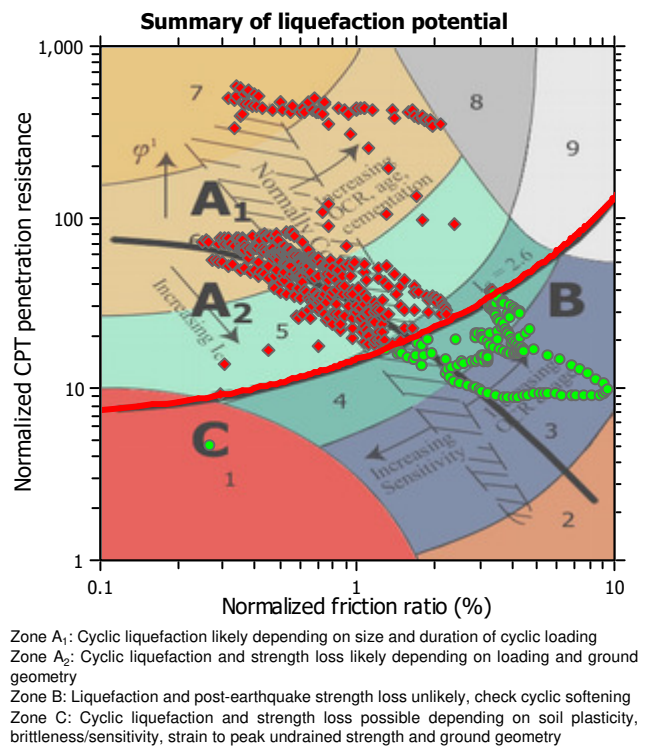 Summary of liquefaction potential
Normalized CPT penetration resistance
1,000
100
10
1
0.1
1
10
Normalized friction ratio (%)
7
8
9
φ'
A1
Normally
Increasing
OCR, age,
cementation
A2
Increasing Ic
5
= 2.6
B
4
Increasing
Sensitivity
Increasing
3
C
1
2
Zone A1: Cyclic liquefaction likely depending on size and duration of cyclic loading
Zone A2: Cyclic liquefaction and strength loss likely depending on loading and ground
geometry
Zone B: Liquefaction and post-earthquake strength loss unlikely, check cyclic softening
Zone C: Cyclic liquefaction and strength loss possible depending on soil plasticity,
brittleness/sensitivity, strain to peak undrained strength and ground geometry